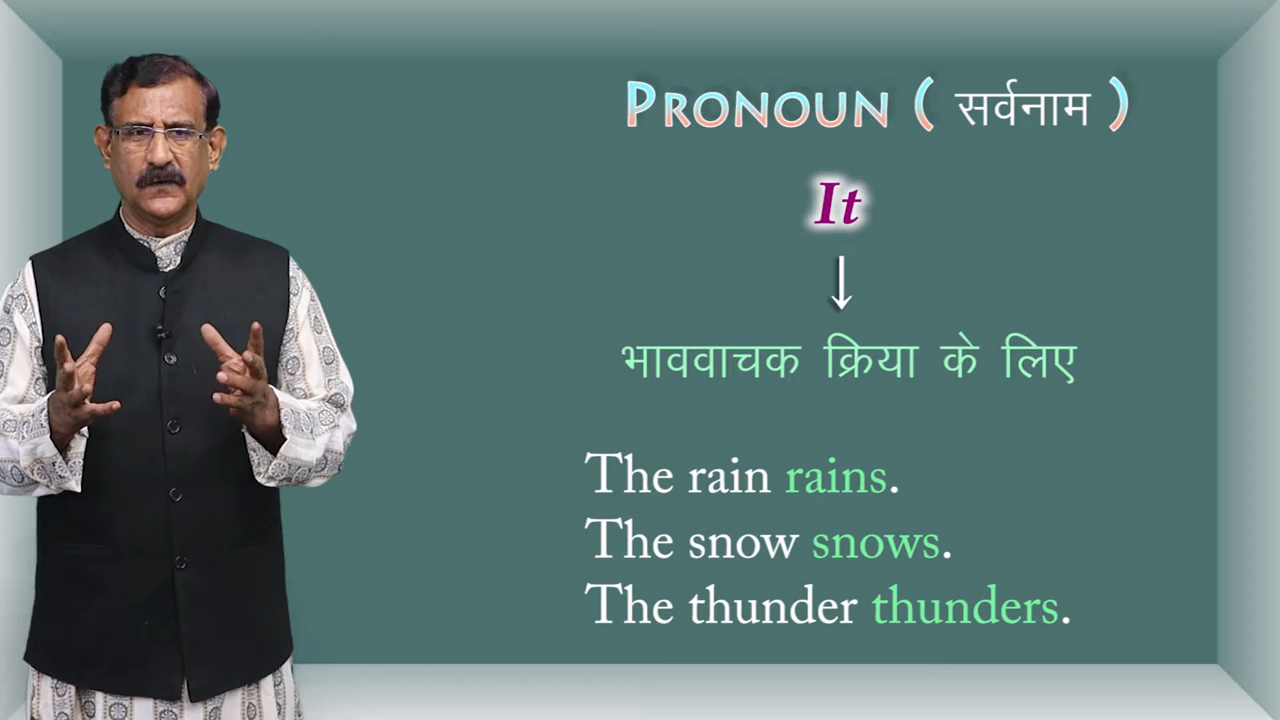 PRONOUN ( सर्वनाम )
It
↓
भाववाचक क्रिया के लिए
The rain rains.
The snow snows.
The thunder thunders.